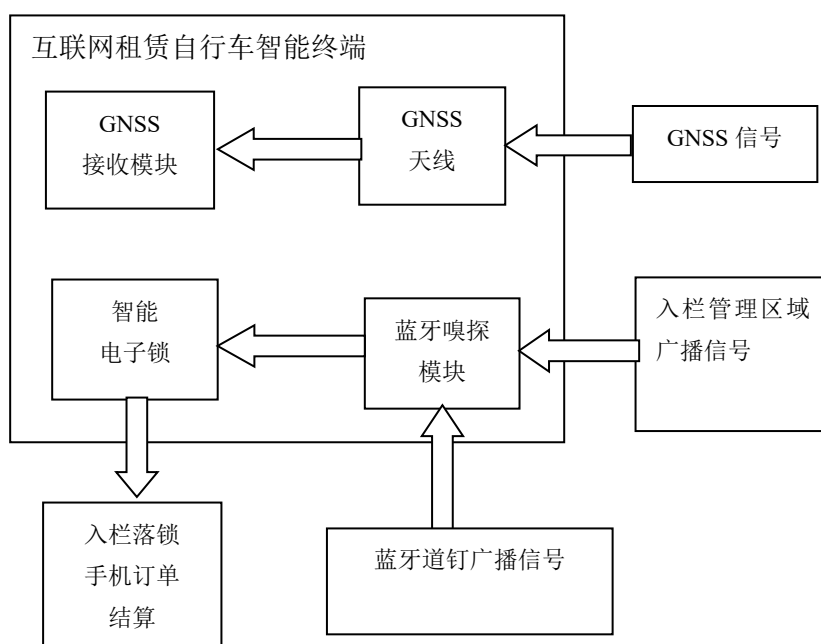 互联网租赁自行车智能终端
GNSS
接收模块
GNSS
天线
GNSS 信号
智能
电子锁
蓝牙嗅探
模块
入栏管理区域
广播信号
入栏落锁
手机订单
结算
蓝牙道钉广播信号